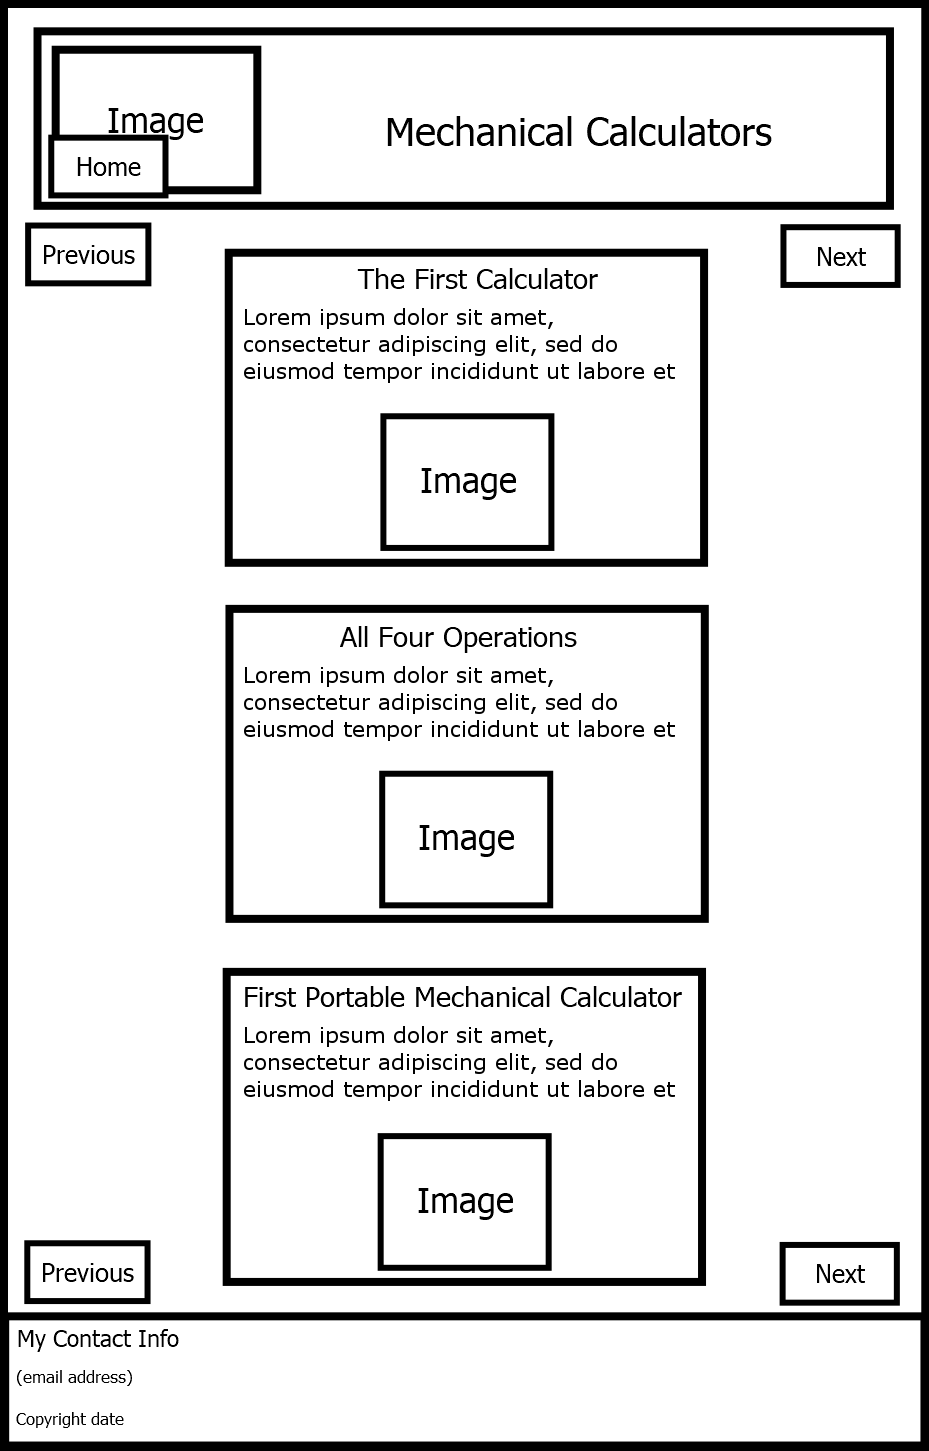 Image
Mechanical Calculators
Home
Previous
Next
The First Calculator
Lorem ipsum dolor sit amet,
consectetur adipiscing elit, sed do
eiusmod tempor incididunt ut labore et
Image
All Four Operations
Lorem ipsum dolor sit amet,
consectetur adipiscing elit, sed do
eiusmod tempor incididunt ut labore et
Image
First Portable Mechanical Calculator
Lorem ipsum dolor sit amet,
consectetur adipiscing elit, sed do
eiusmod tempor incididunt ut labore et
Image
Previous
Next
My Contact Info
(email address)
Copyright date